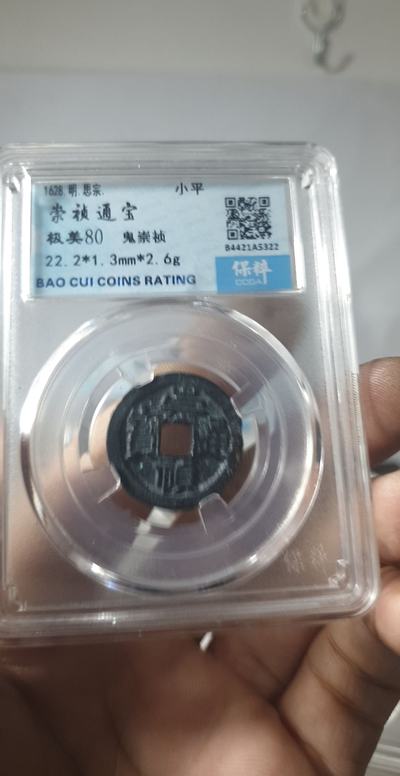 1628.明.思宗. 小平
崇祯通宝
极美80 鬼崇祯
22.2*1.3mm*2.6g
B4421A5322
保粹
CCGA
BAO CUI COINS RATING